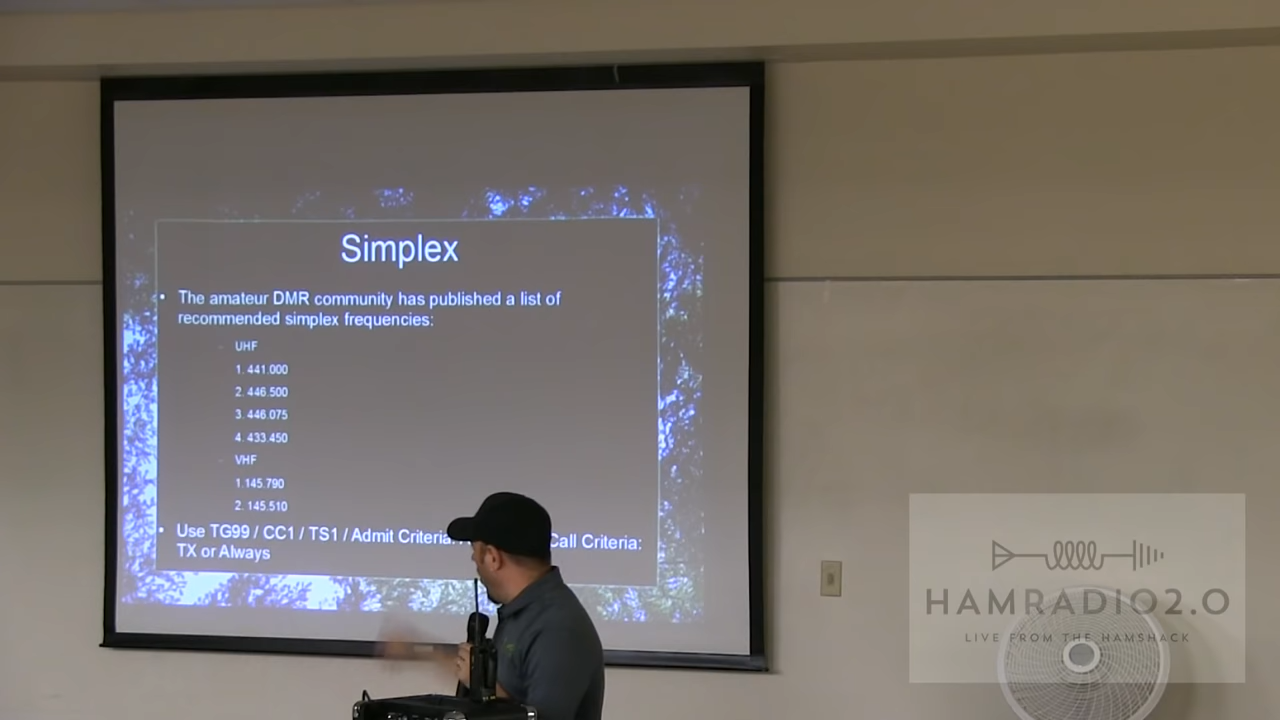 Simplex
• The amateur DMR community has published a list of
recommended simplex frequencies:
– UHF
1. 441.000
2. 446.500
3. 446.075
4. 433.450
– VHF
1.145.790
2. 145.510
• Use TG99 / CC1 / TS1 / Admit Criteria: Call Criteria:
TX or Always
HAMRADIO2.O
LIVE FROM THE HAMSHACK